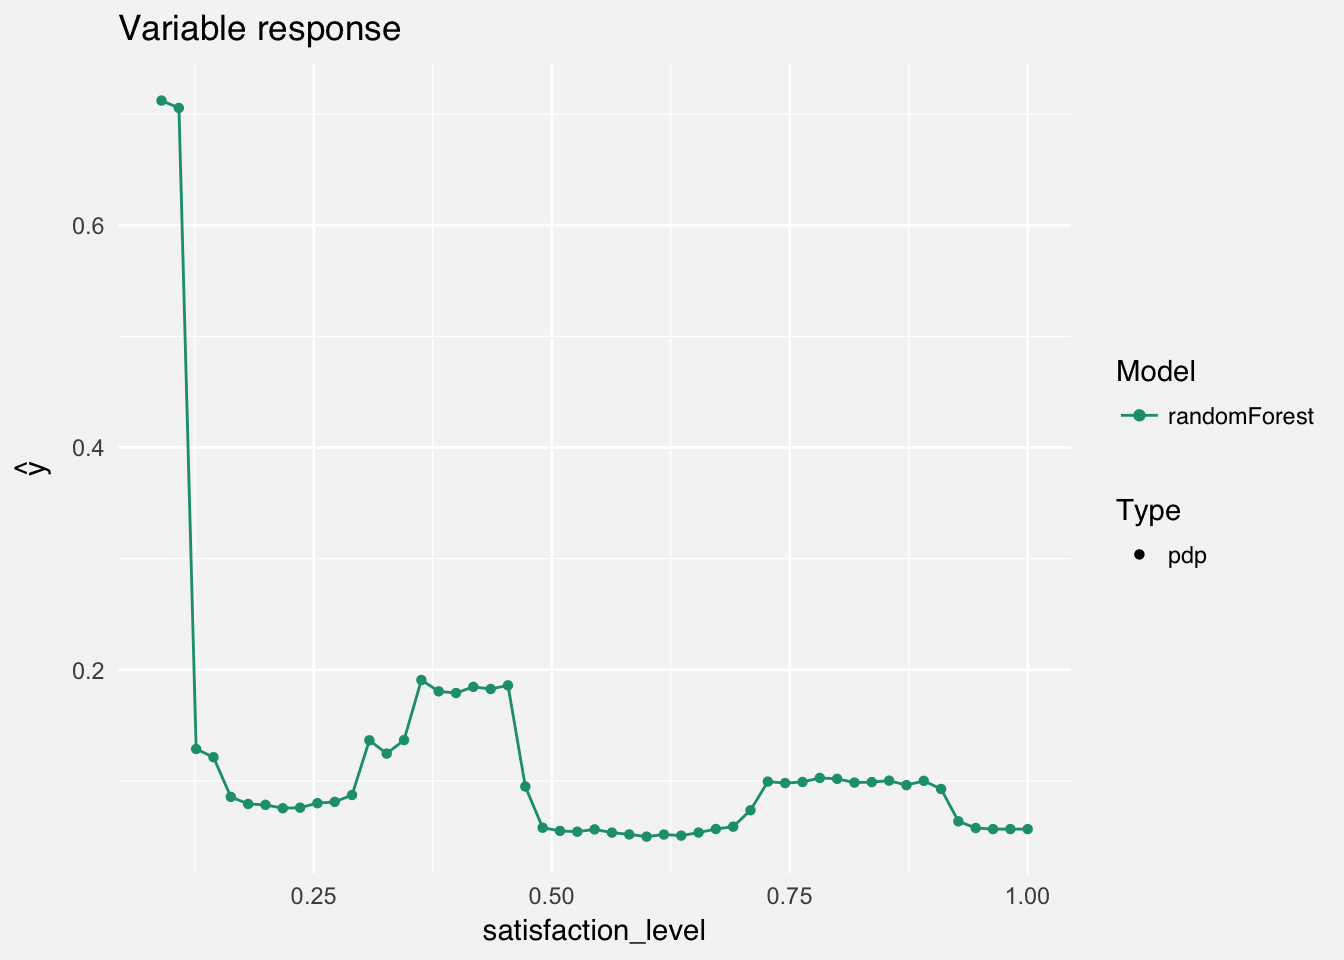 Variable response
0.6
0.4
0.2
ŷ
0.25 0.50 0.75 1.00
satisfaction_level
Model
randomForest
Type
pdp